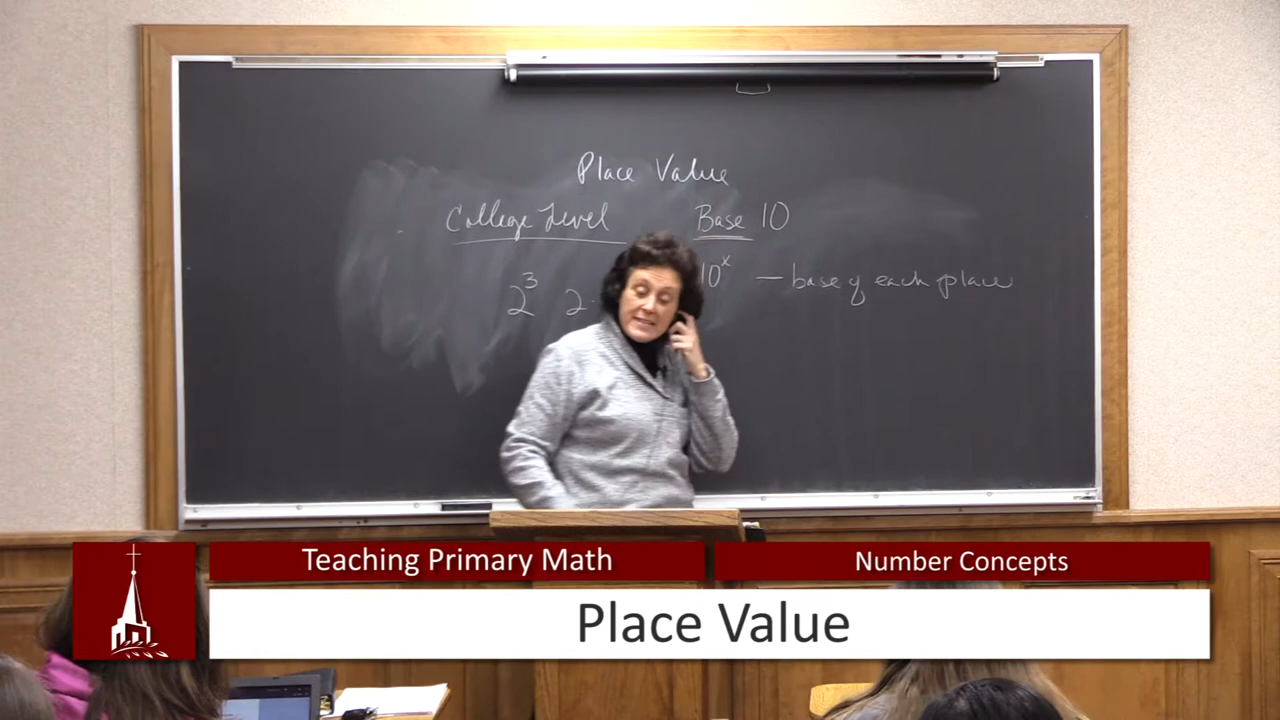 Place Value
College Level Base 10
2³ 2· 10ˣ — base of each place
Teaching Primary Math Number Concepts
Place Value